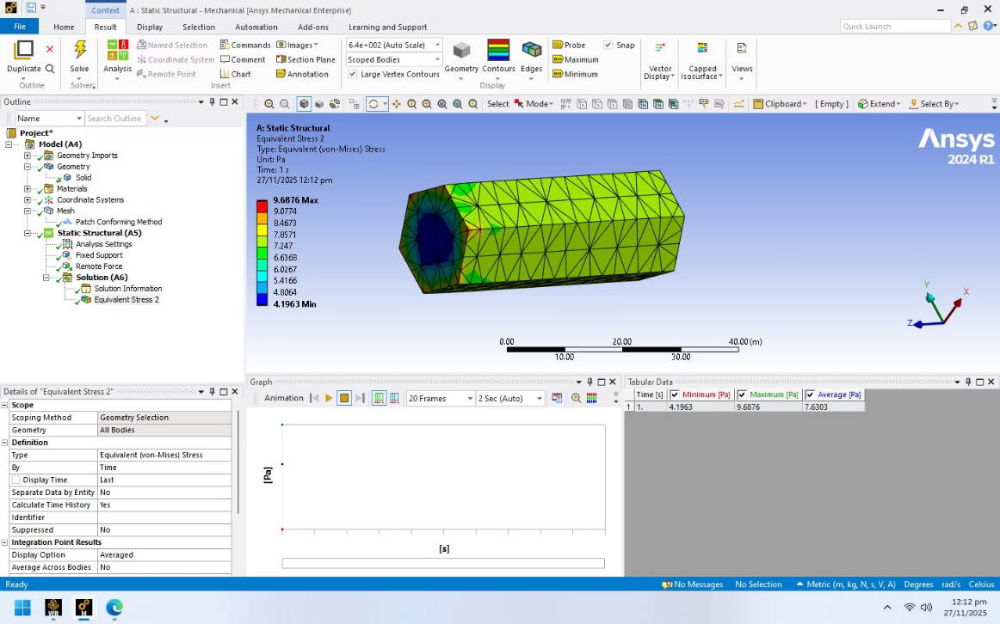 Context
A : Static Structural - Mechanical [Ansys Mechanical Enterprise]
File
Home
Result
Display
Selection
Automation
Add-ons
Learning and Support
Quick Launch
Duplicate
Outline
Solve
Solver
Analysis
Named Selection
Coordinate System
Remote Point
Commands
Comment
Chart
Images
Section Plane
Annotation
Insert
6.4e+002 (Auto Scale)
Scoped Bodies
Large Vertex Contours
Geometry
Contours
Edges
Display
Probe
Maximum
Minimum
Snap
Vector
Display
Capped
Isosurface
Views
Outline
Name
Search Outline
Select
Mode
Clipboard
[ Empty ]
Extend
Select By
Project*
Model (A4)
Geometry Imports
Geometry
Solid
Materials
Coordinate Systems
Mesh
Patch Conforming Method
Static Structural (A5)
Analysis Settings
Fixed Support
Remote Force
Solution (A6)
Solution Information
Equivalent Stress 2
A: Static Structural
Equivalent Stress 2
Type: Equivalent (von-Mises) Stress
Unit: Pa
Time: 1 s
27/11/2025 12:12 pm
9.6876 Max
9.0774
8.4673
7.8571
7.247
6.6368
6.0267
5.4166
4.8064
4.1963 Min
Ansys
2024 R1
Y
X
Z
0.00
20.00
40.00 (m)
10.00
30.00
Details of "Equivalent Stress 2"
Scope
Scoping Method Geometry Selection
Geometry All Bodies
Definition
Type Equivalent (von-Mises) Stress
By Time
Display Time Last
Separate Data by Entity No
Calculate Time History Yes
Identifier
Suppressed No
Integration Point Results
Display Option Averaged
Average Across Bodies No
Graph
Animation
20 Frames
2 Sec (Auto)
[Pa]
[s]
Tabular Data
Time [s] Minimum [Pa] Maximum [Pa] Average [Pa]
1 1. 4.1963 9.6876 7.6303
Ready
No Messages
No Selection
Metric (m, kg, N, s, V, A)
Degrees
rad/s
Celsius
WB
M
12:12 pm
27/11/2025